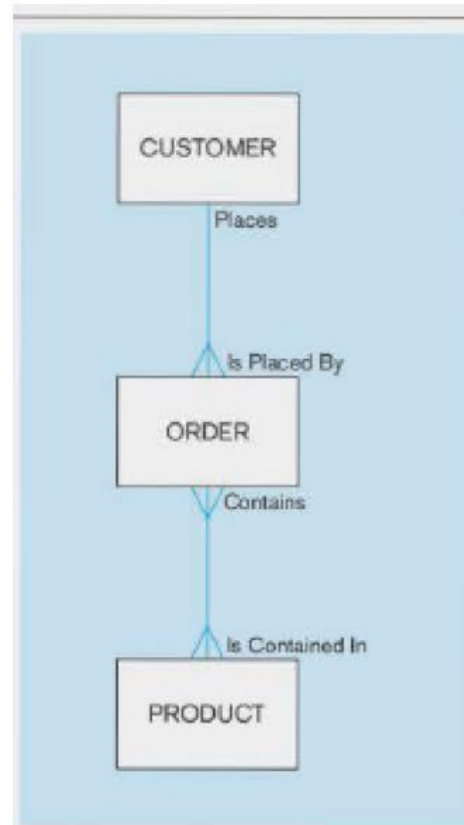 CUSTOMER
Places
Is Placed By
ORDER
Contains
Is Contained In
PRODUCT